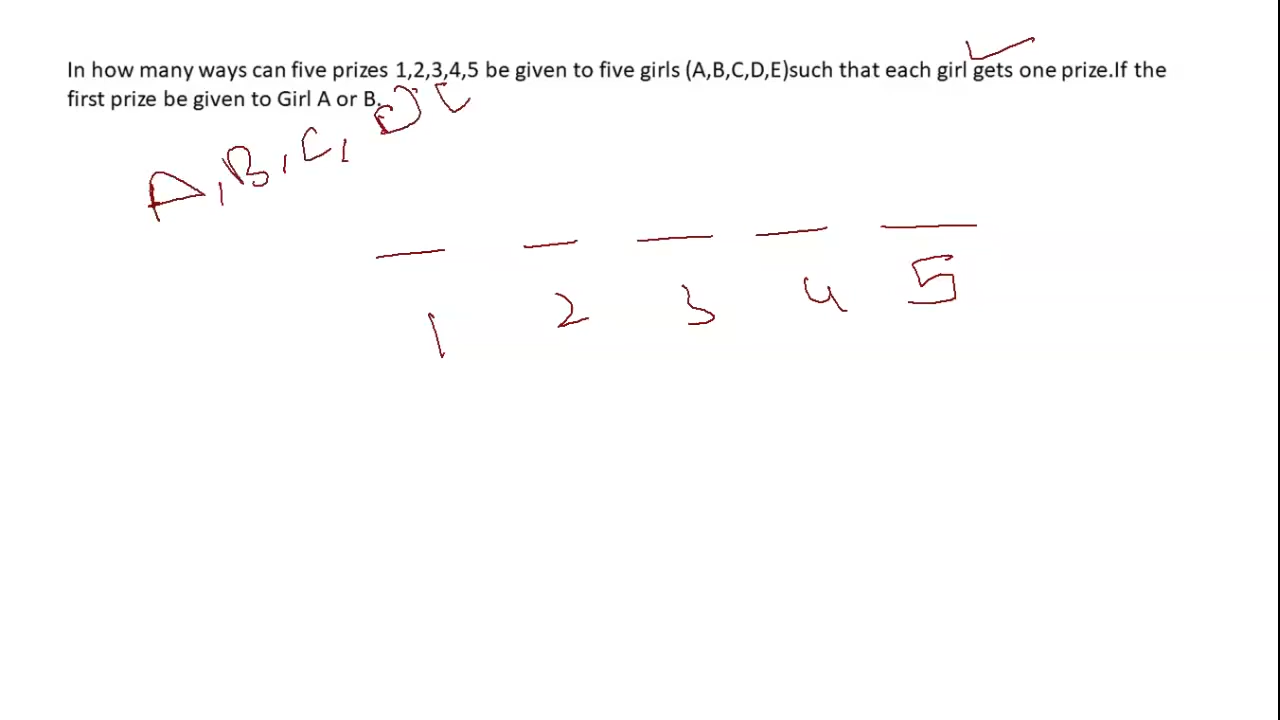 In how many ways can five prizes 1,2,3,4,5 be given to five girls (A,B,C,D,E)such that each girl gets one prize.If the
first prize be given to Girl A or B.
A, B, C, D E
1 2 3 4 5